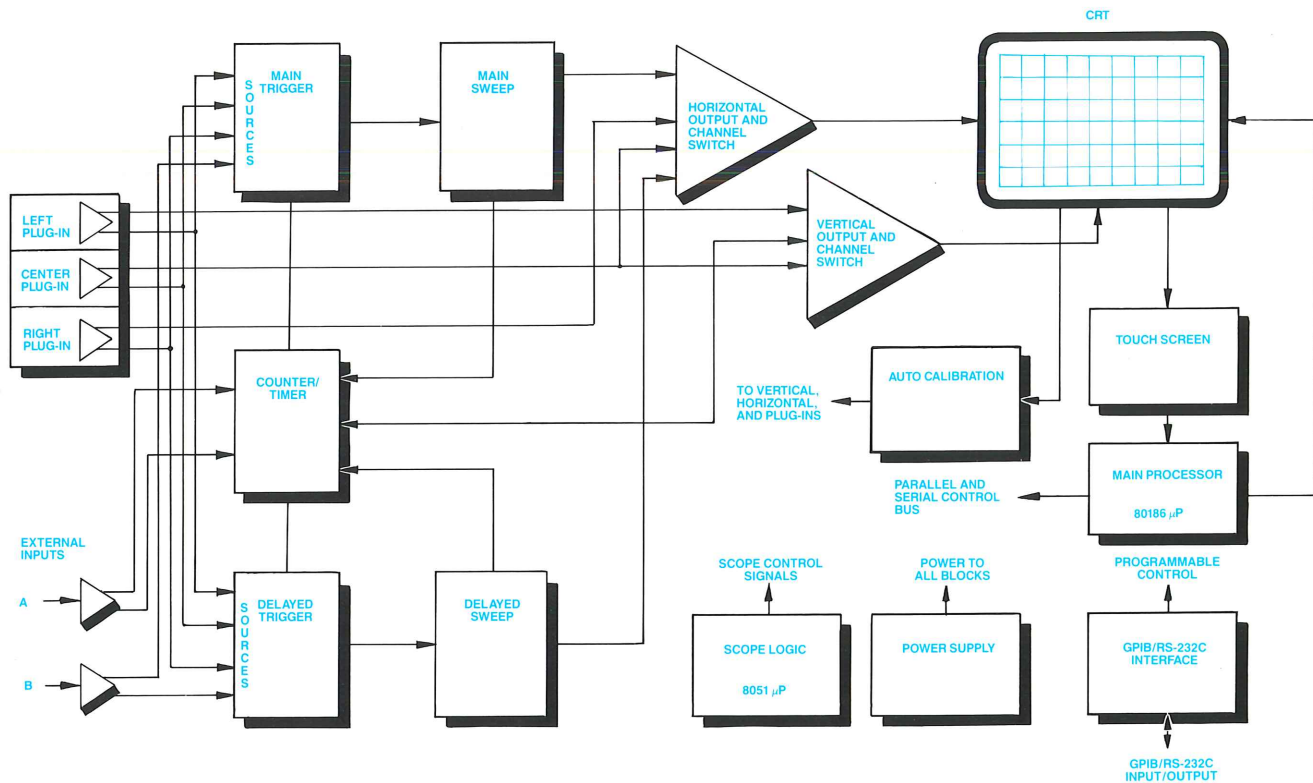 CRT
MAIN
TRIGGER
SOURCES
MAIN
SWEEP
HORIZONTAL
OUTPUT AND
CHANNEL
SWITCH
LEFT
PLUG-IN
CENTER
PLUG-IN
RIGHT
PLUG-IN
VERTICAL
OUTPUT AND
CHANNEL
SWITCH
TOUCH SCREEN
COUNTER/
TIMER
TO VERTICAL,
HORIZONTAL,
AND PLUG-INS
AUTO CALIBRATION
PARALLEL AND
SERIAL CONTROL
BUS
MAIN PROCESSOR
80186 μP
EXTERNAL
INPUTS
A
B
DELAYED
TRIGGER
SOURCES
DELAYED
SWEEP
SCOPE CONTROL
SIGNALS
SCOPE LOGIC
8051 μP
POWER TO
ALL BLOCKS
POWER SUPPLY
PROGRAMMABLE
CONTROL
GPIB/RS-232C
INTERFACE
GPIB/RS-232C
INPUT/OUTPUT